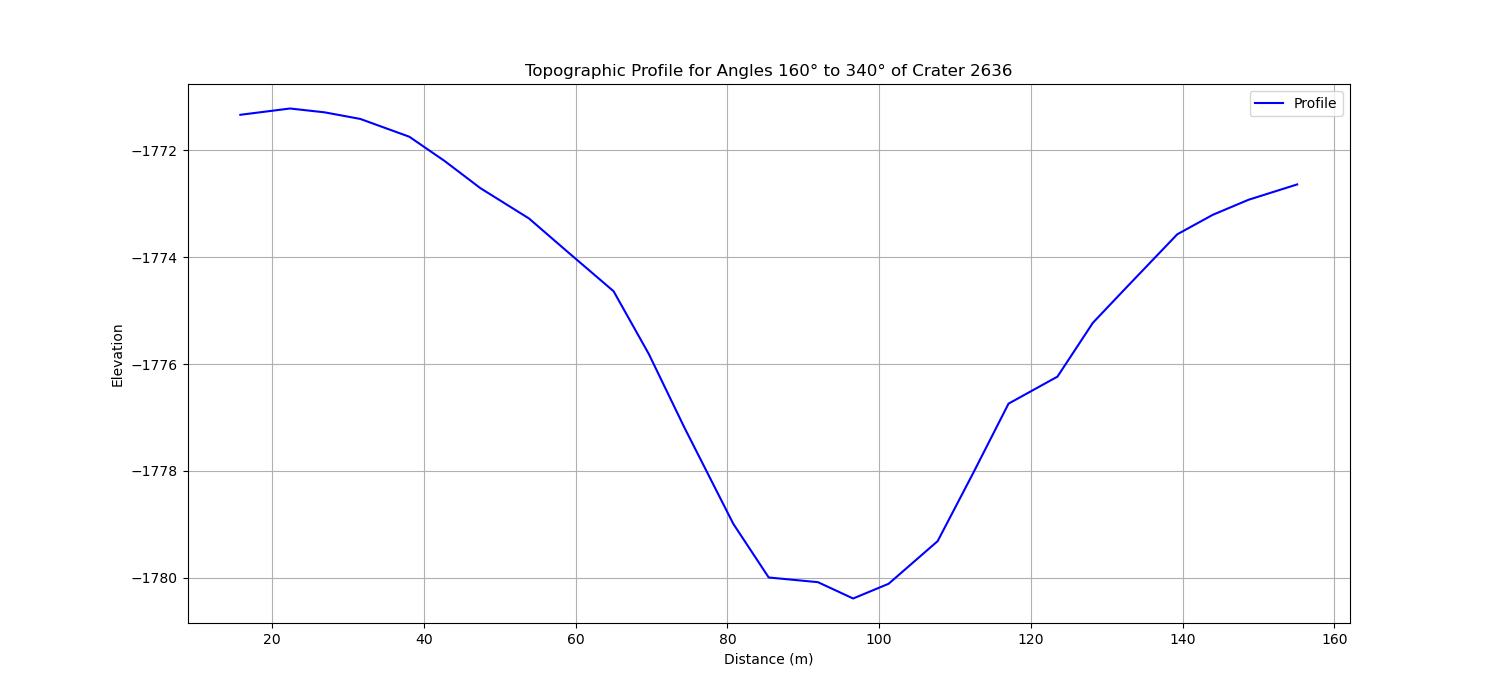 Topographic Profile for Angles 160° to 340° of Crater 2636
Profile
Elevation
−1772
−1774
−1776
−1778
−1780
20 40 60 80 100 120 140 160
Distance (m)